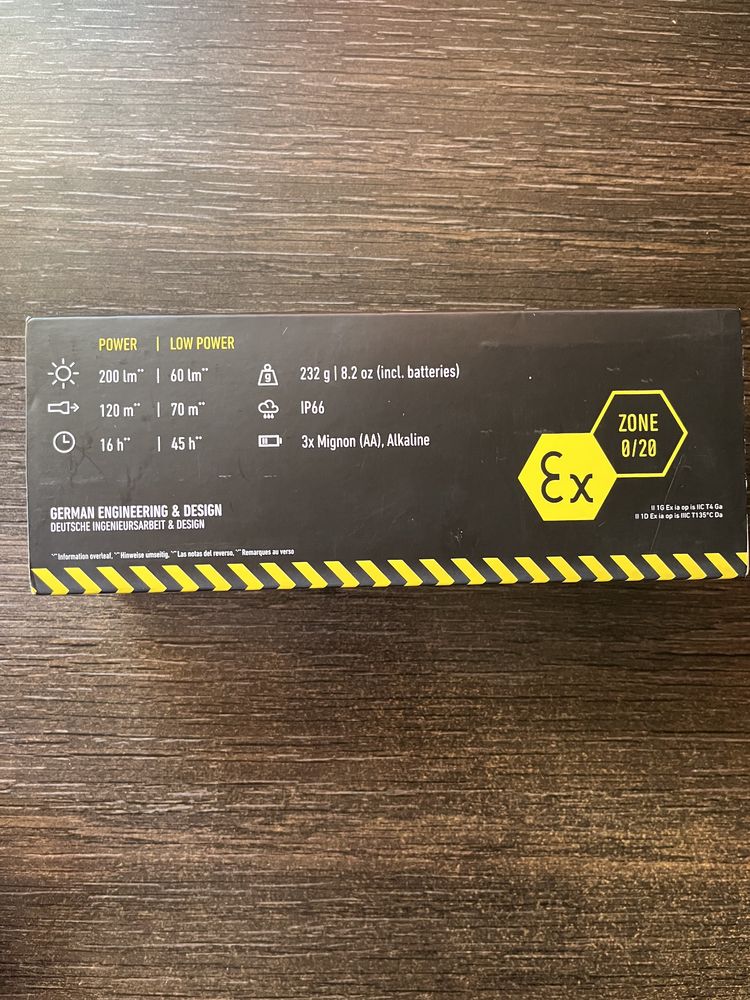 POWER | LOW POWER
200 lm** | 60 lm**
120 m** | 70 m**
16 h** | 45 h**
g 232 g | 8.2 oz (incl. batteries)
IP66
3x Mignon (AA), Alkaline
ZONE
0/20
Ex
II 1G Ex ia op is IIC T4 Ga
II 1D Ex ia op is IIIC T135°C Da
GERMAN ENGINEERING & DESIGN
DEUTSCHE INGENIEURSARBEIT & DESIGN
*/** Information overleaf, */** Hinweise umseitig, */** Las notas del reverso, */** Remarques au verso